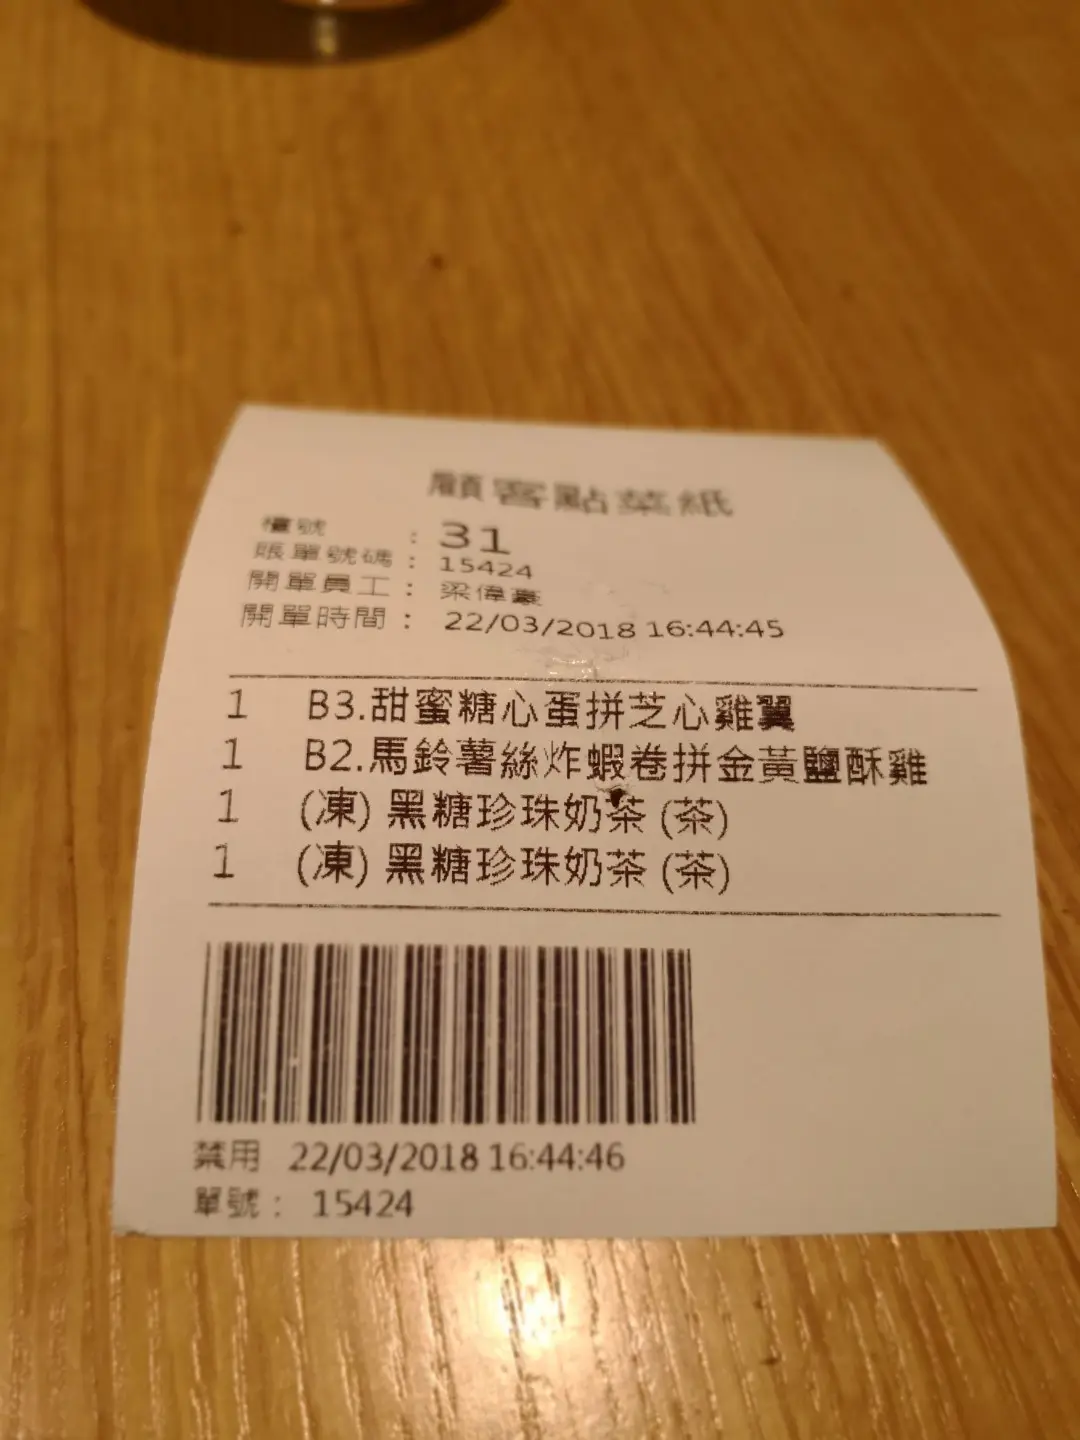 顧客點菜紙
檯號 : 31
賬單號碼 : 15424
開單員工 : 梁偉豪
開單時間 : 22/03/2018 16:44:45
1 B3.甜蜜糖心蛋拼芝心雞翼
1 B2.馬鈴薯絲炸蝦卷拼金黃鹽酥雞
1 (凍) 黑糖珍珠奶茶 (茶)
1 (凍) 黑糖珍珠奶茶 (茶)
禁用 22/03/2018 16:44:46
單號 : 15424